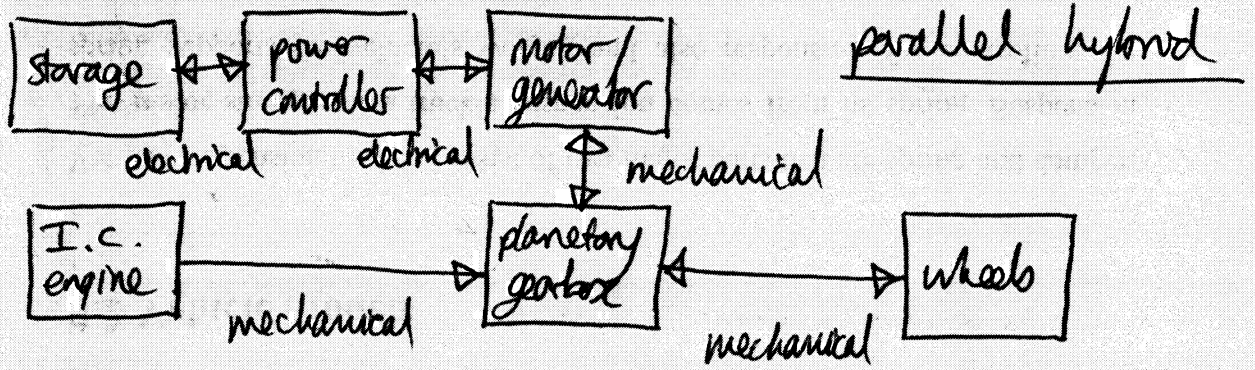 parallel hybrid
storage
power
controller
motor/
generator
electrical
electrical
mechanical
I.C.
engine
planetary
gearbox
wheels
mechanical
mechanical